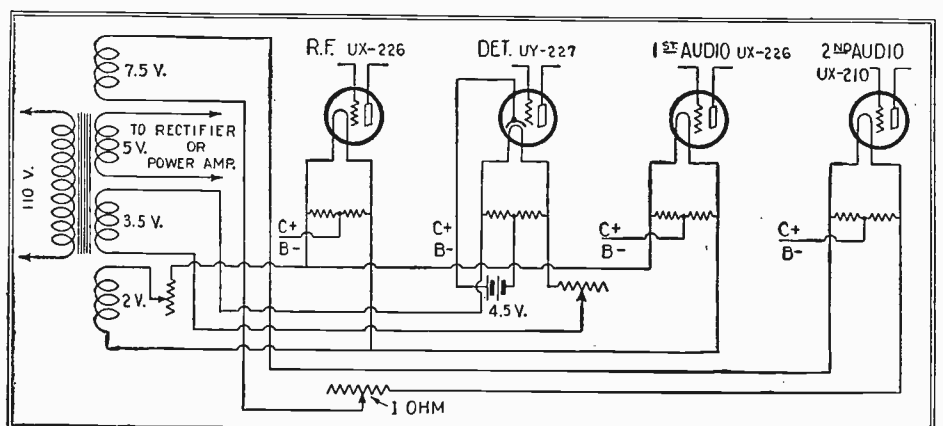 R.F. UX-226
DET. UY-227
1ST AUDIO UX-226
2ND AUDIO
UX-210
7.5 V.
TO RECTIFIER
5V. OR
POWER AMP.
110 V.
3.5 V.
2 V.
C+
B-
C+
B-
C+
B-
C+
B-
4.5 V.
1 OHM